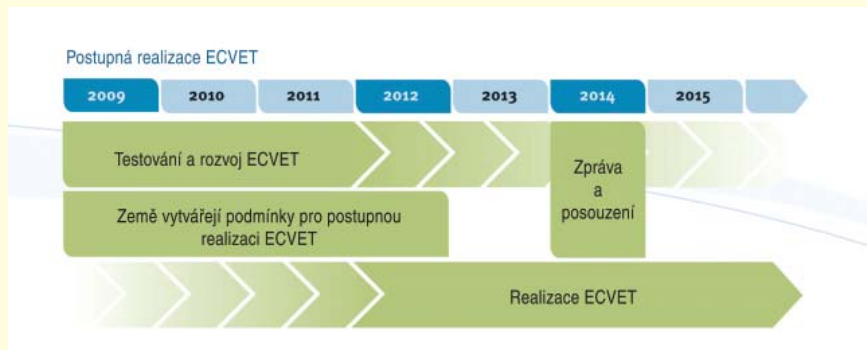 Postupná realizace ECVET
2009 2010 2011 2012 2013 2014 2015
Testování a rozvoj ECVET
Zpráva
a
posouzení
Země vytvářejí podmínky pro postupnou
realizaci ECVET
Realizace ECVET